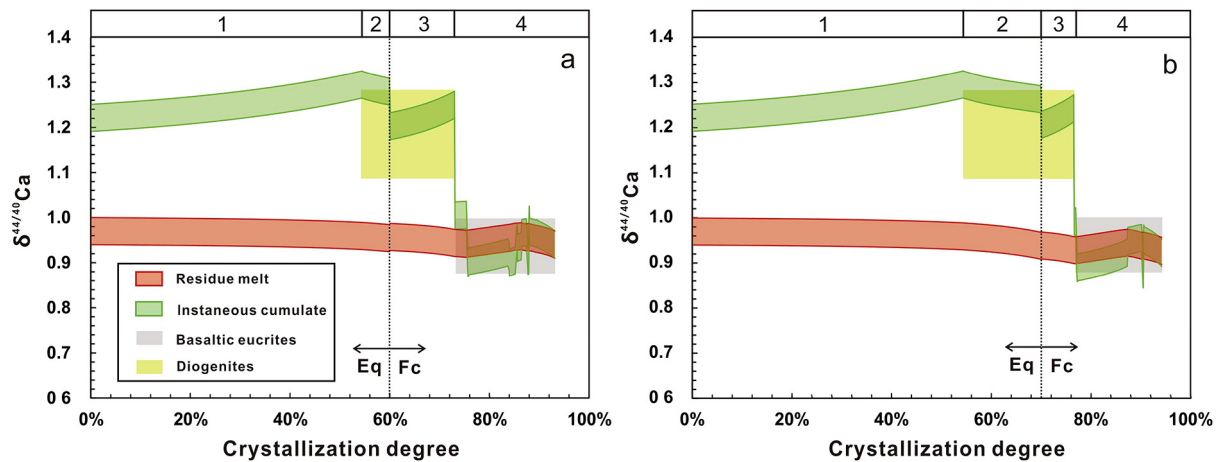 1 2 3 4
a
1.4
1.3
1.2
1.1
1.0
0.9
0.8
0.7
0 6
δ44/40Ca
Residue melt
Instaneous cumulate
Basaltic eucrites
Diogenites
Eq Fc
0% 20% 40% 60% 80% 100%
Crystallization degree
1 2 3 4
b
1.4
1.3
1.2
1.1
1.0
0.9
0.8
0.7
0 6
δ44/40Ca
Eq Fc
0% 20% 40% 60% 80% 100%
Crystallization degree